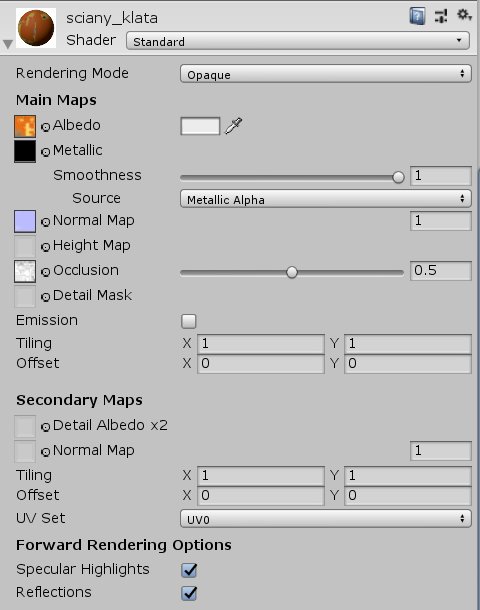 sciany_klata
Shader Standard
Rendering Mode Opaque
Main Maps
Albedo
Metallic
Smoothness 1
Source Metallic Alpha
Normal Map 1
Height Map
Occlusion 0.5
Detail Mask
Emission
Tiling X 1 Y 1
Offset X 0 Y 0
Secondary Maps
Detail Albedo x2
Normal Map 1
Tiling X 1 Y 1
Offset X 0 Y 0
UV Set UV0
Forward Rendering Options
Specular Highlights
Reflections